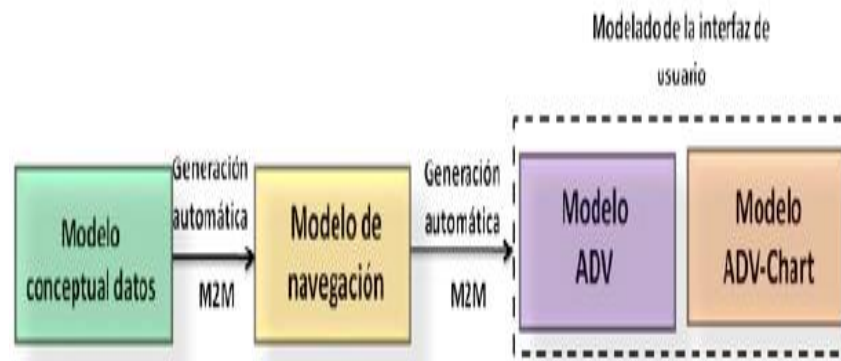 Modelado de la interfaz de
usuario
Modelo
conceptual datos
Generación
automática
M2M
Modelo de
navegación
Generación
automática
M2M
Modelo
ADV
Modelo
ADV-Chart